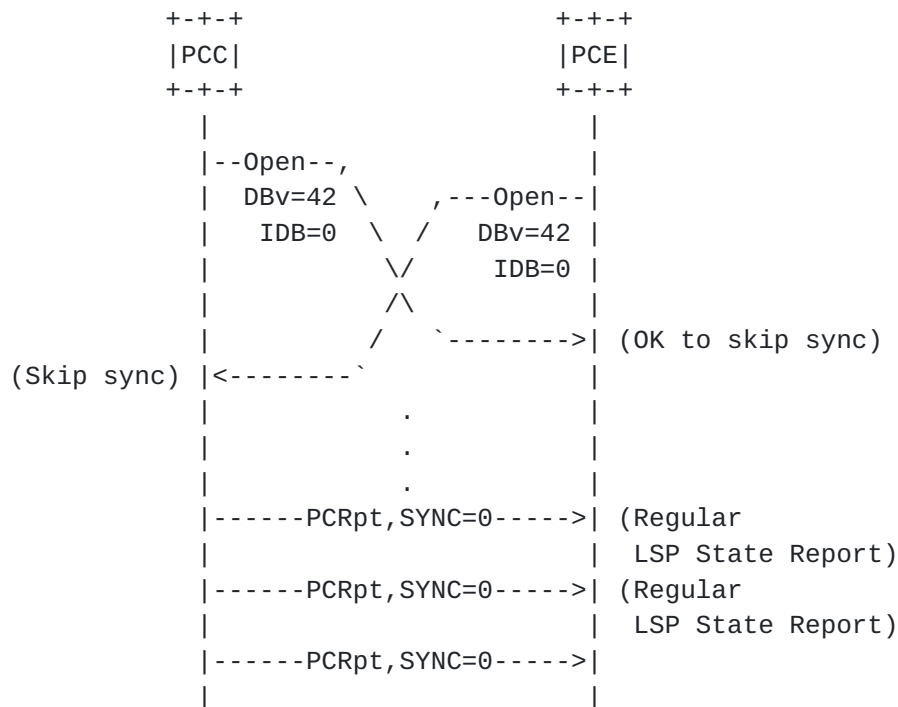 +-+-+                    +-+-+
|PCC|                    |PCE|
+-+-+                    +-+-+
  |                        |
  |--Open--,               |
  |  DBv=42 \    ,---Open--|
  |   IDB=0  \  /   DBv=42 |
  |           \/     IDB=0 |
  |           /\           |
  |          /   `-------->| (OK to skip sync)
(Skip sync) |<--------`              |
  |            .           |
  |            .           |
  |            .           |
  |------PCRpt,SYNC=0----->| (Regular
  |                        |  LSP State Report)
  |------PCRpt,SYNC=0----->| (Regular
  |                        |  LSP State Report)
  |------PCRpt,SYNC=0----->|
  |                        |